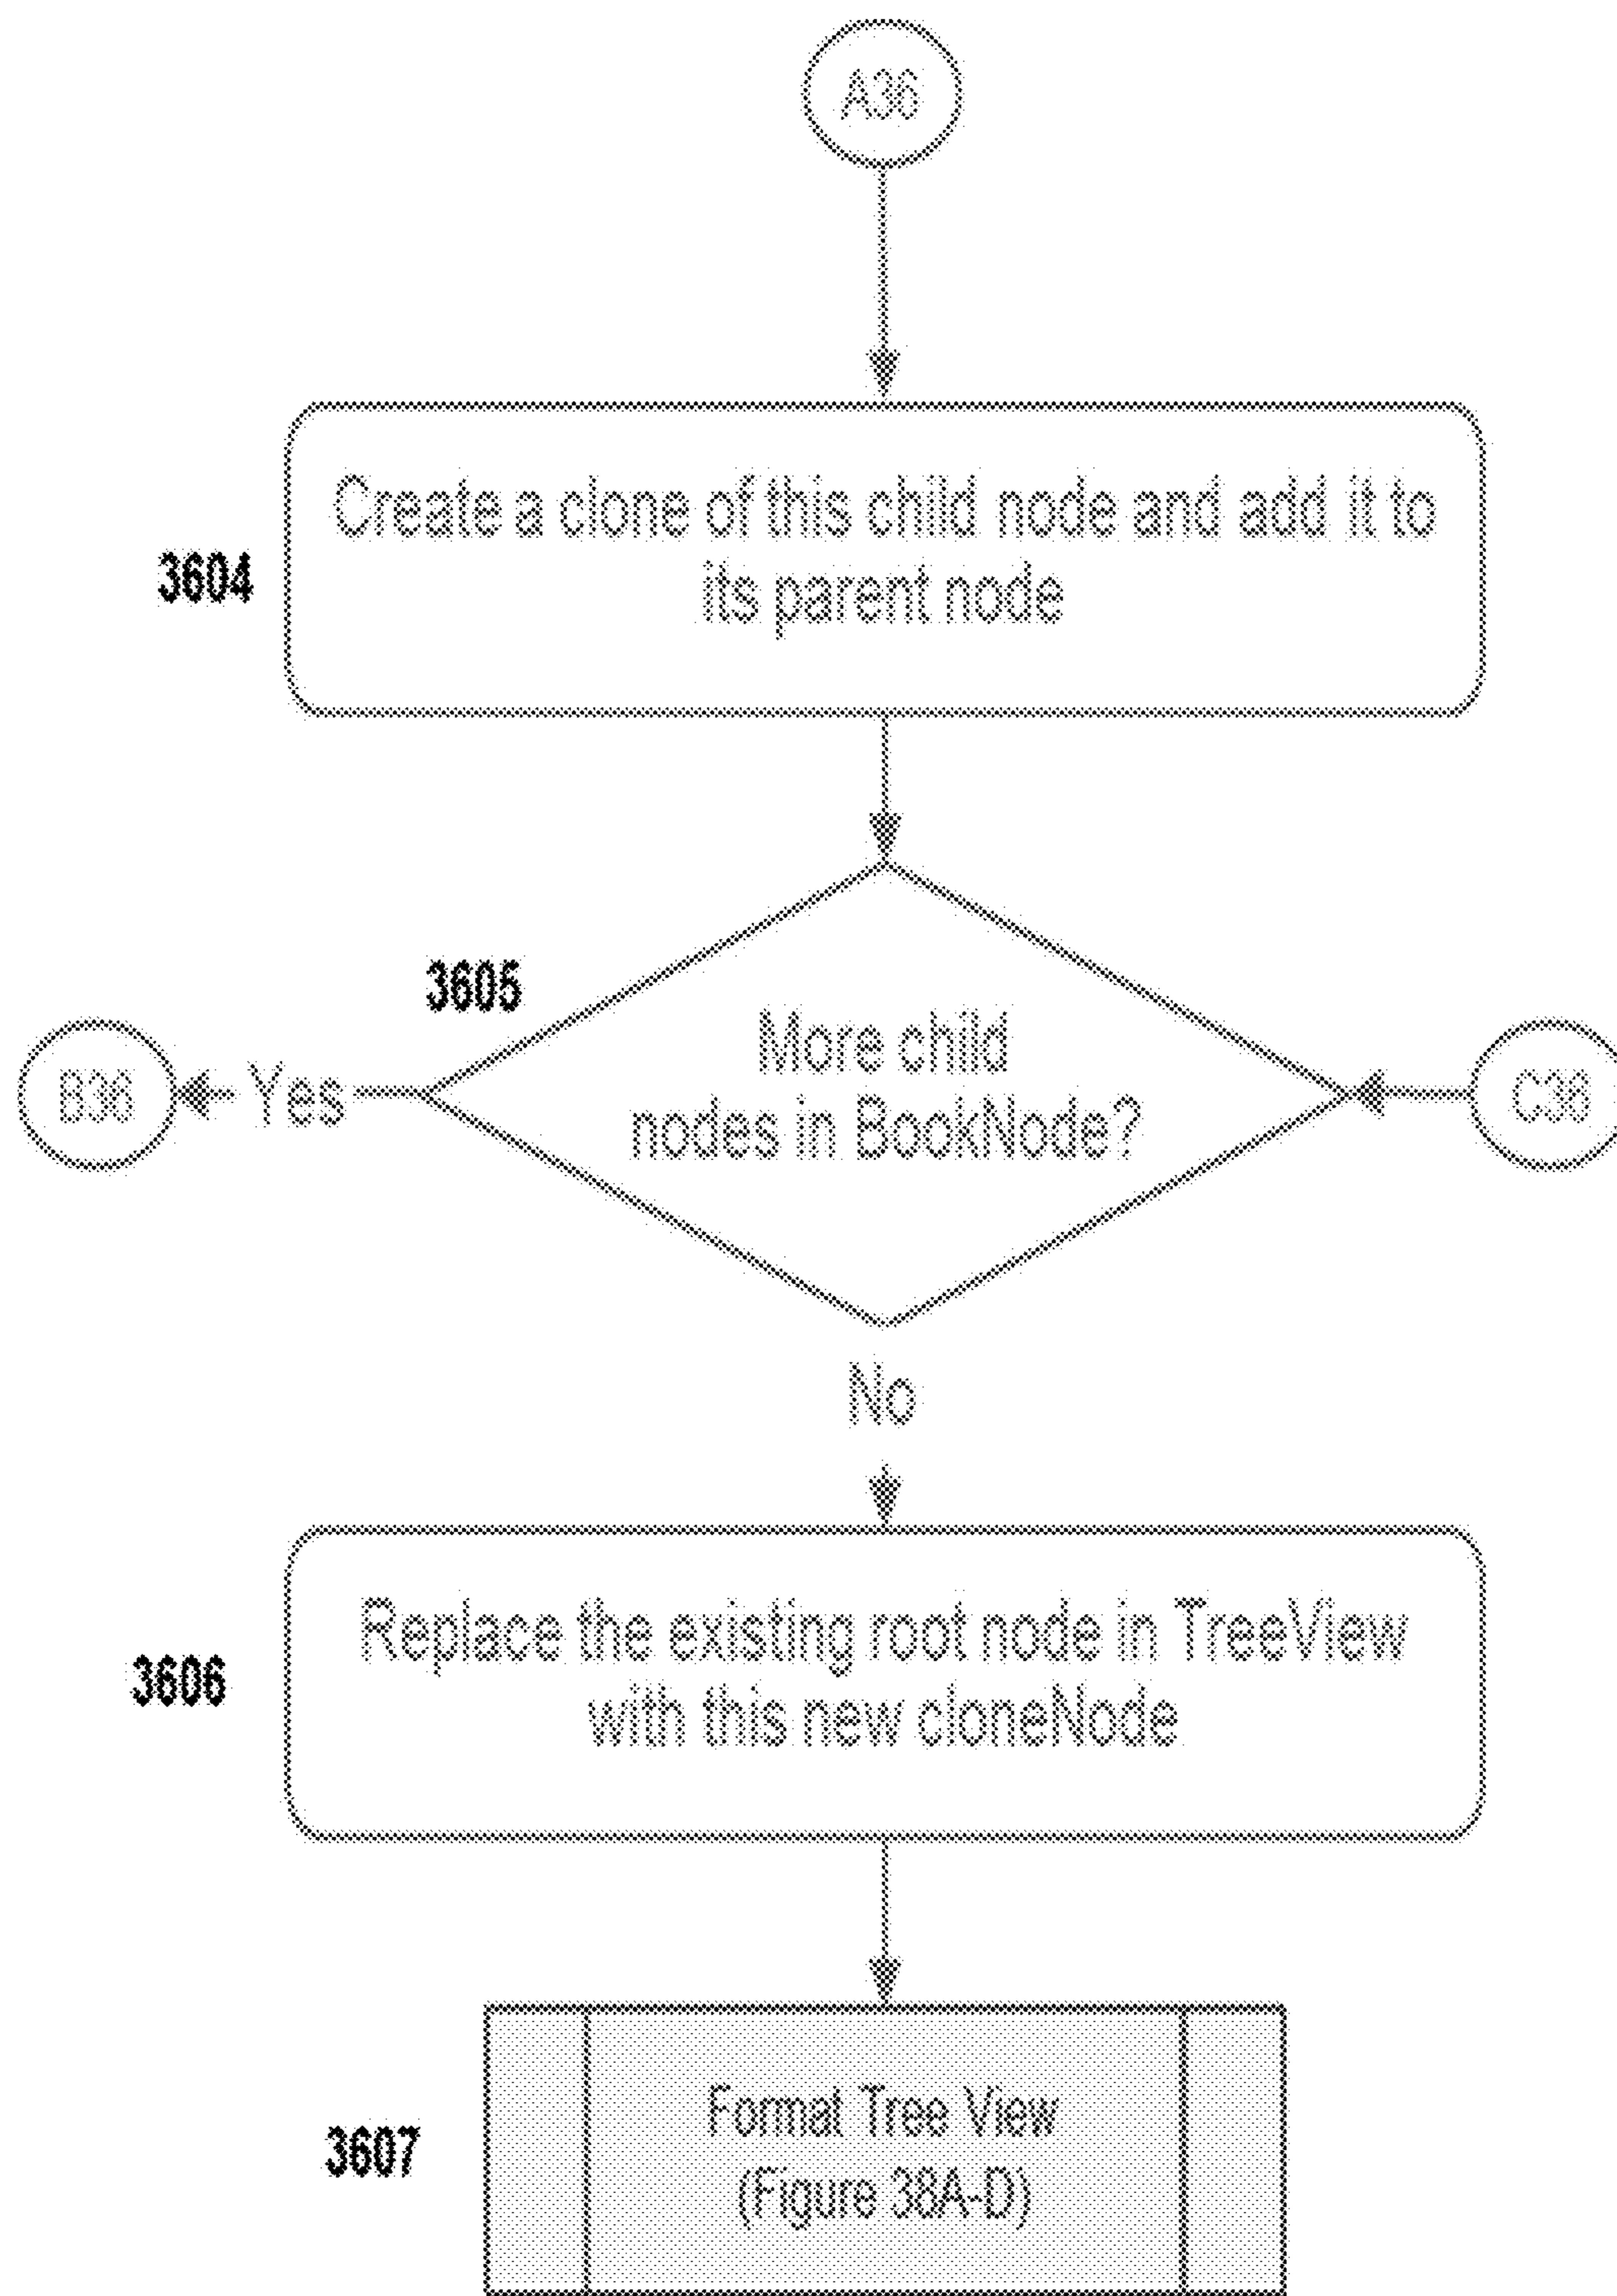 A36
Create a clone of this child node and add it to
its parent node
3604
3605
More child
nodes in BookNode?
B36
Yes
C36
No
Replace the existing root node in TreeView
with this new cloneNode
3606
Format Tree View
(Figure 38A-D)
3607